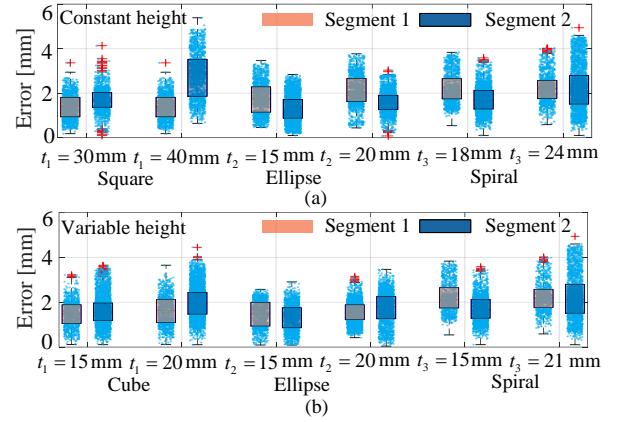 Constant height Segment 1 Segment 2
Error [mm]
6
4
2
0
t₁ = 30 mm t₁ = 40 mm t₂ = 15 mm t₂ = 20 mm t₃ = 18 mm t₃ = 24 mm
Square Ellipse Spiral
(a)
Variable height Segment 1 Segment 2
Error [mm]
6
4
2
0
t₁ = 15 mm t₁ = 20 mm t₂ = 15 mm t₂ = 20 mm t₃ = 15 mm t₃ = 21 mm
Cube Ellipse Spiral
(b)